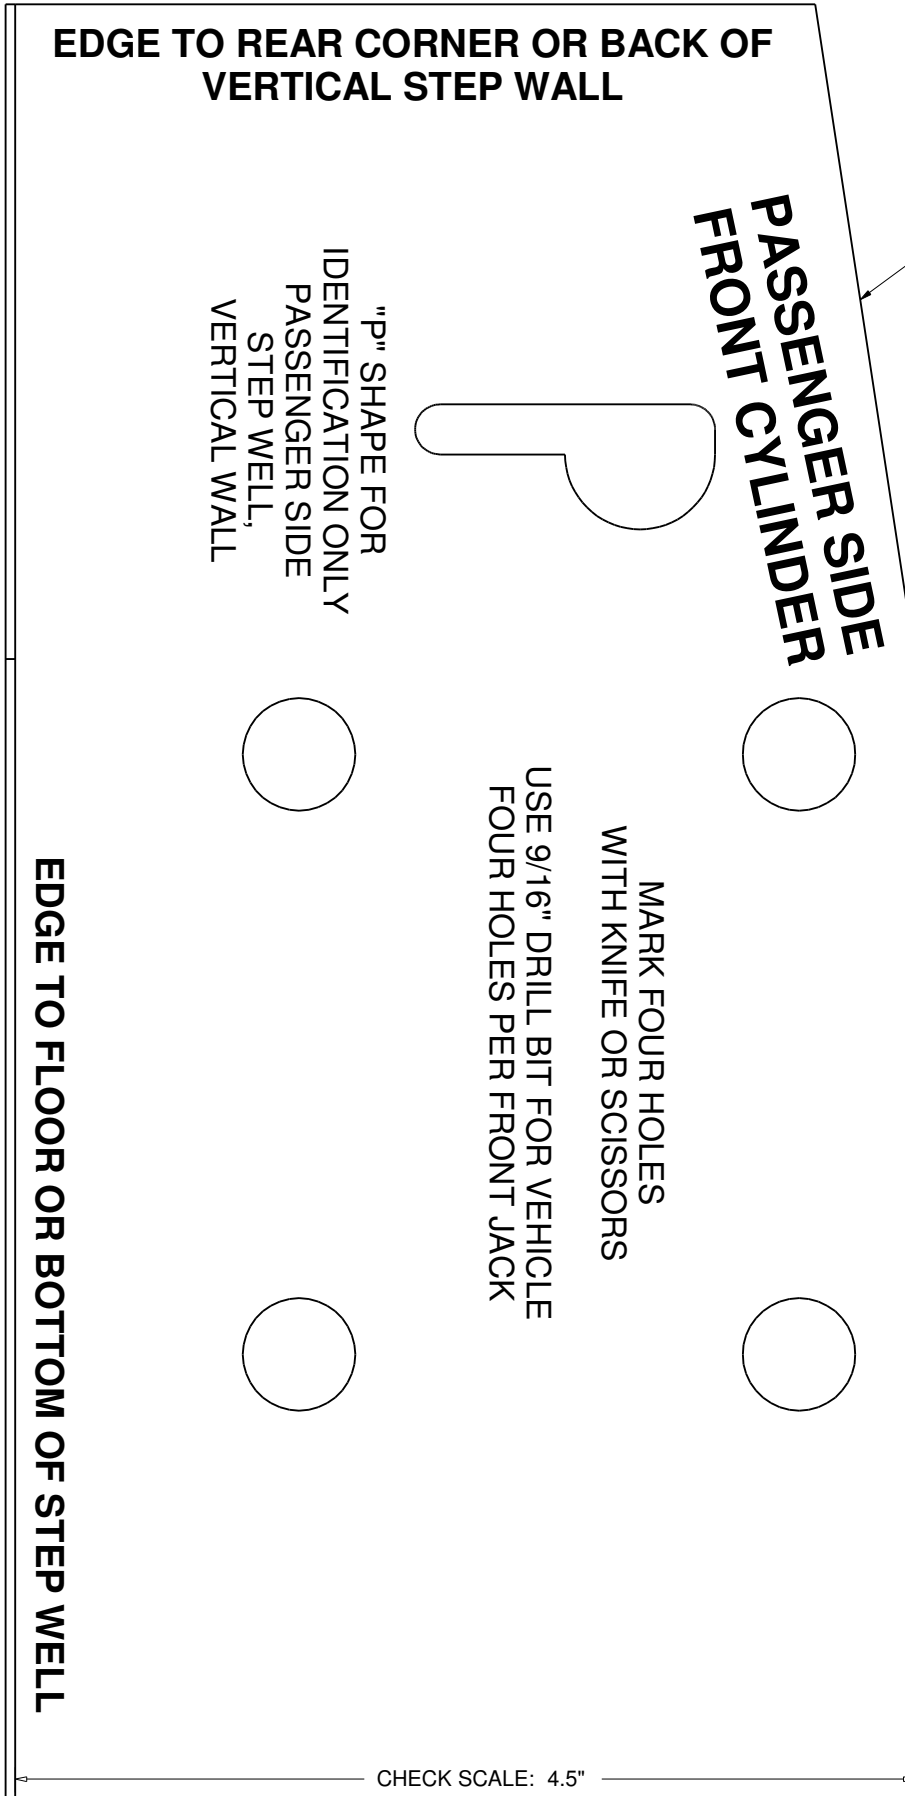 EDGE TO REAR CORNER OR BACK OF
VERTICAL STEP WALL
PASSENGER SIDE
FRONT CYLINDER
"P" SHAPE FOR
IDENTIFICATION ONLY
PASSENGER SIDE
STEP WELL,
VERTICAL WALL
MARK FOUR HOLES
WITH KNIFE OR SCISSORS
USE 9/16" DRILL BIT FOR VEHICLE
FOUR HOLES PER FRONT JACK
EDGE TO FLOOR OR BOTTOM OF STEP WELL
CHECK SCALE: 4.5"